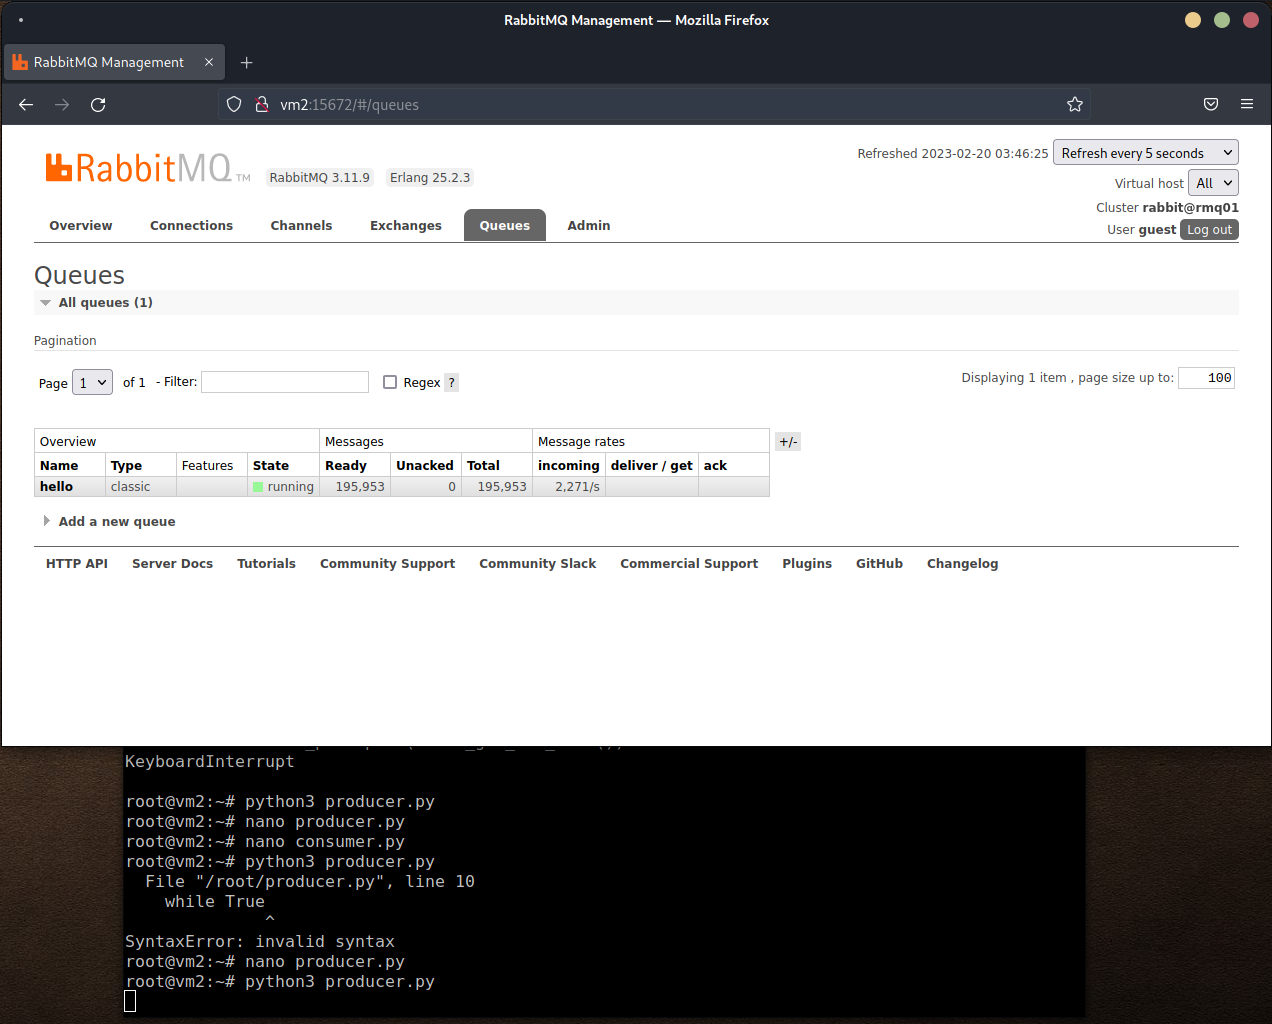 RabbitMQ Management — Mozilla Firefox
RabbitMQ Management
vm2:15672/#/queues
RabbitMQ TM RabbitMQ 3.11.9 Erlang 25.2.3
Refreshed 2023-02-20 03:46:25 Refresh every 5 seconds
Virtual host All
Cluster rabbit@rmq01
User guest Log out
Overview Connections Channels Exchanges Queues Admin
Queues
All queues (1)
Pagination
Page 1 of 1 - Filter: Regex ? Displaying 1 item , page size up to: 100
Overview Messages Message rates +/-
Name Type Features State Ready Unacked Total incoming deliver / get ack
hello classic running 195,953 0 195,953 2,271/s
Add a new queue
HTTP API Server Docs Tutorials Community Support Community Slack Commercial Support Plugins GitHub Changelog
KeyboardInterrupt
root@vm2:~# python3 producer.py
root@vm2:~# nano producer.py
root@vm2:~# nano consumer.py
root@vm2:~# python3 producer.py
File "/root/producer.py", line 10
while True
^
SyntaxError: invalid syntax
root@vm2:~# nano producer.py
root@vm2:~# python3 producer.py